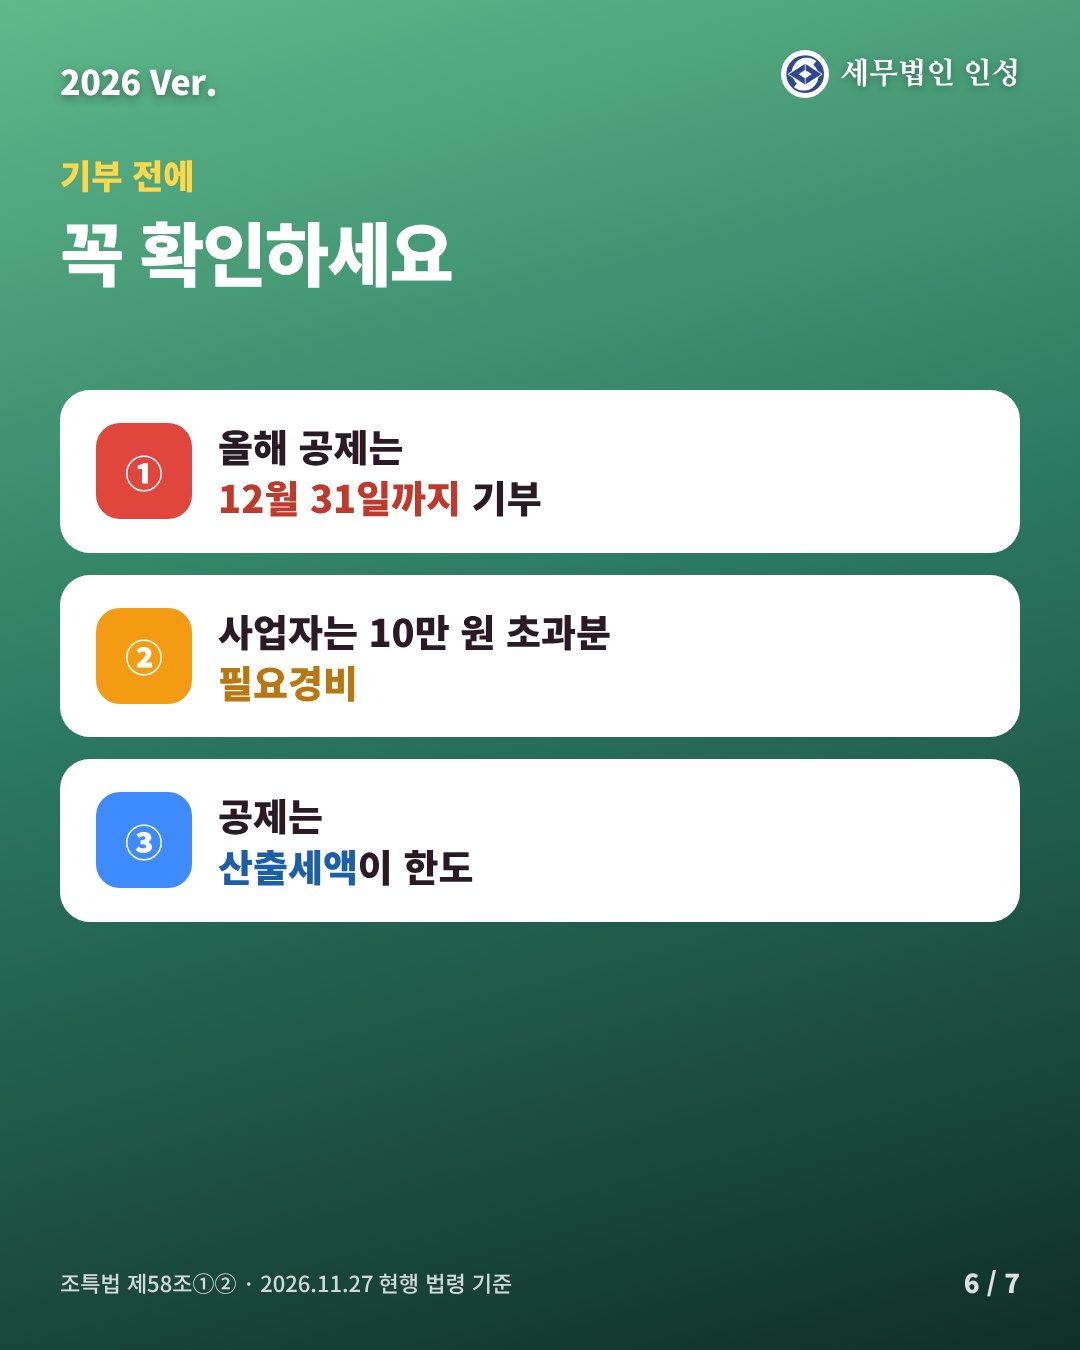 2026 Ver.
세무법인 인성
기부 전에
꼭 확인하세요
①
올해 공제는
12월 31일까지 기부
②
사업자는 10만 원 초과분
필요경비
③
공제는
산출세액이 한도
조특법 제58조①② · 2026.11.27 현행 법령 기준
6 / 7